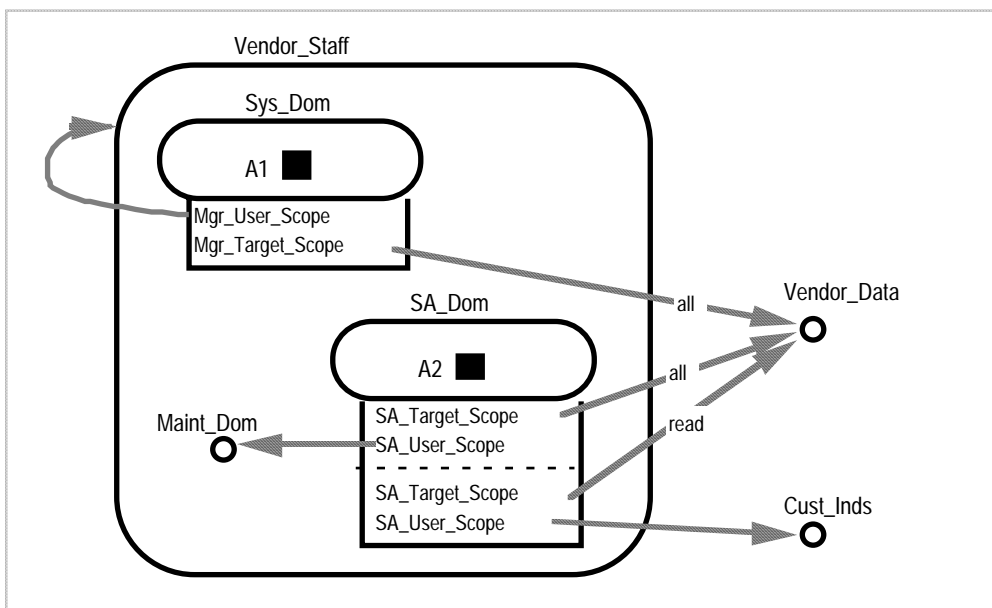 Vendor_Staff
Sys_Dom
A1
Mgr_User_Scope
Mgr_Target_Scope
all
Vendor_Data
SA_Dom
A2
all
SA_Target_Scope
read
Maint_Dom
SA_User_Scope
SA_Target_Scope
Cust_Inds
SA_User_Scope